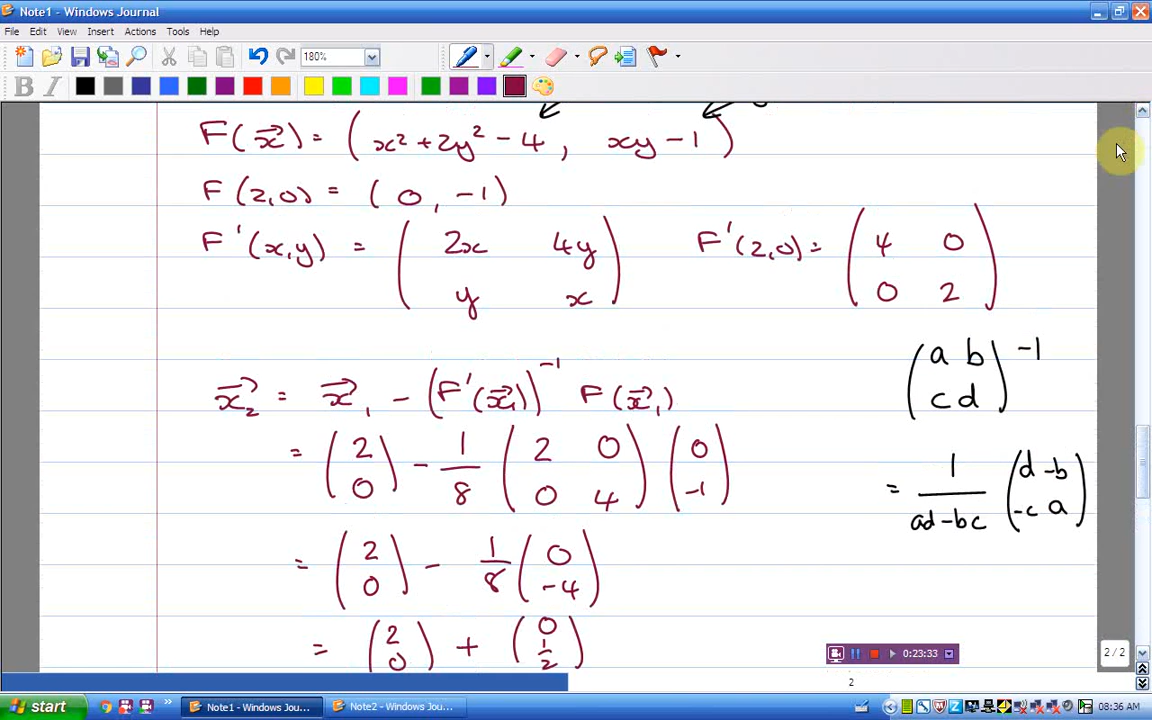 Note1 - Windows Journal
File Edit View Insert Actions Tools Help
180%
B I
F(x⃗) = (x² + 2y² - 4, xy - 1)
F(2,0) = (0, -1)
F'(x,y) = ( 2x 4y
y x ) F'(2,0) = ( 4 0
0 2 )
( a b
c d )⁻¹
x⃗₂ = x⃗₁ - (F'(x⃗₁))⁻¹ F(x⃗₁)
= ( 2
0 ) - 1/8 ( 2 0
0 4 ) ( 0
-1 )
= 1/(ad-bc) ( d -b
-c a )
= ( 2
0 ) - 1/8 ( 0
-4 )
= ( 2
0 ) + ( 0
1/2 )
0:23:33
2 / 2
2
start Note1 - Windows Jou... Note2 - Windows Jou... 08:36 AM